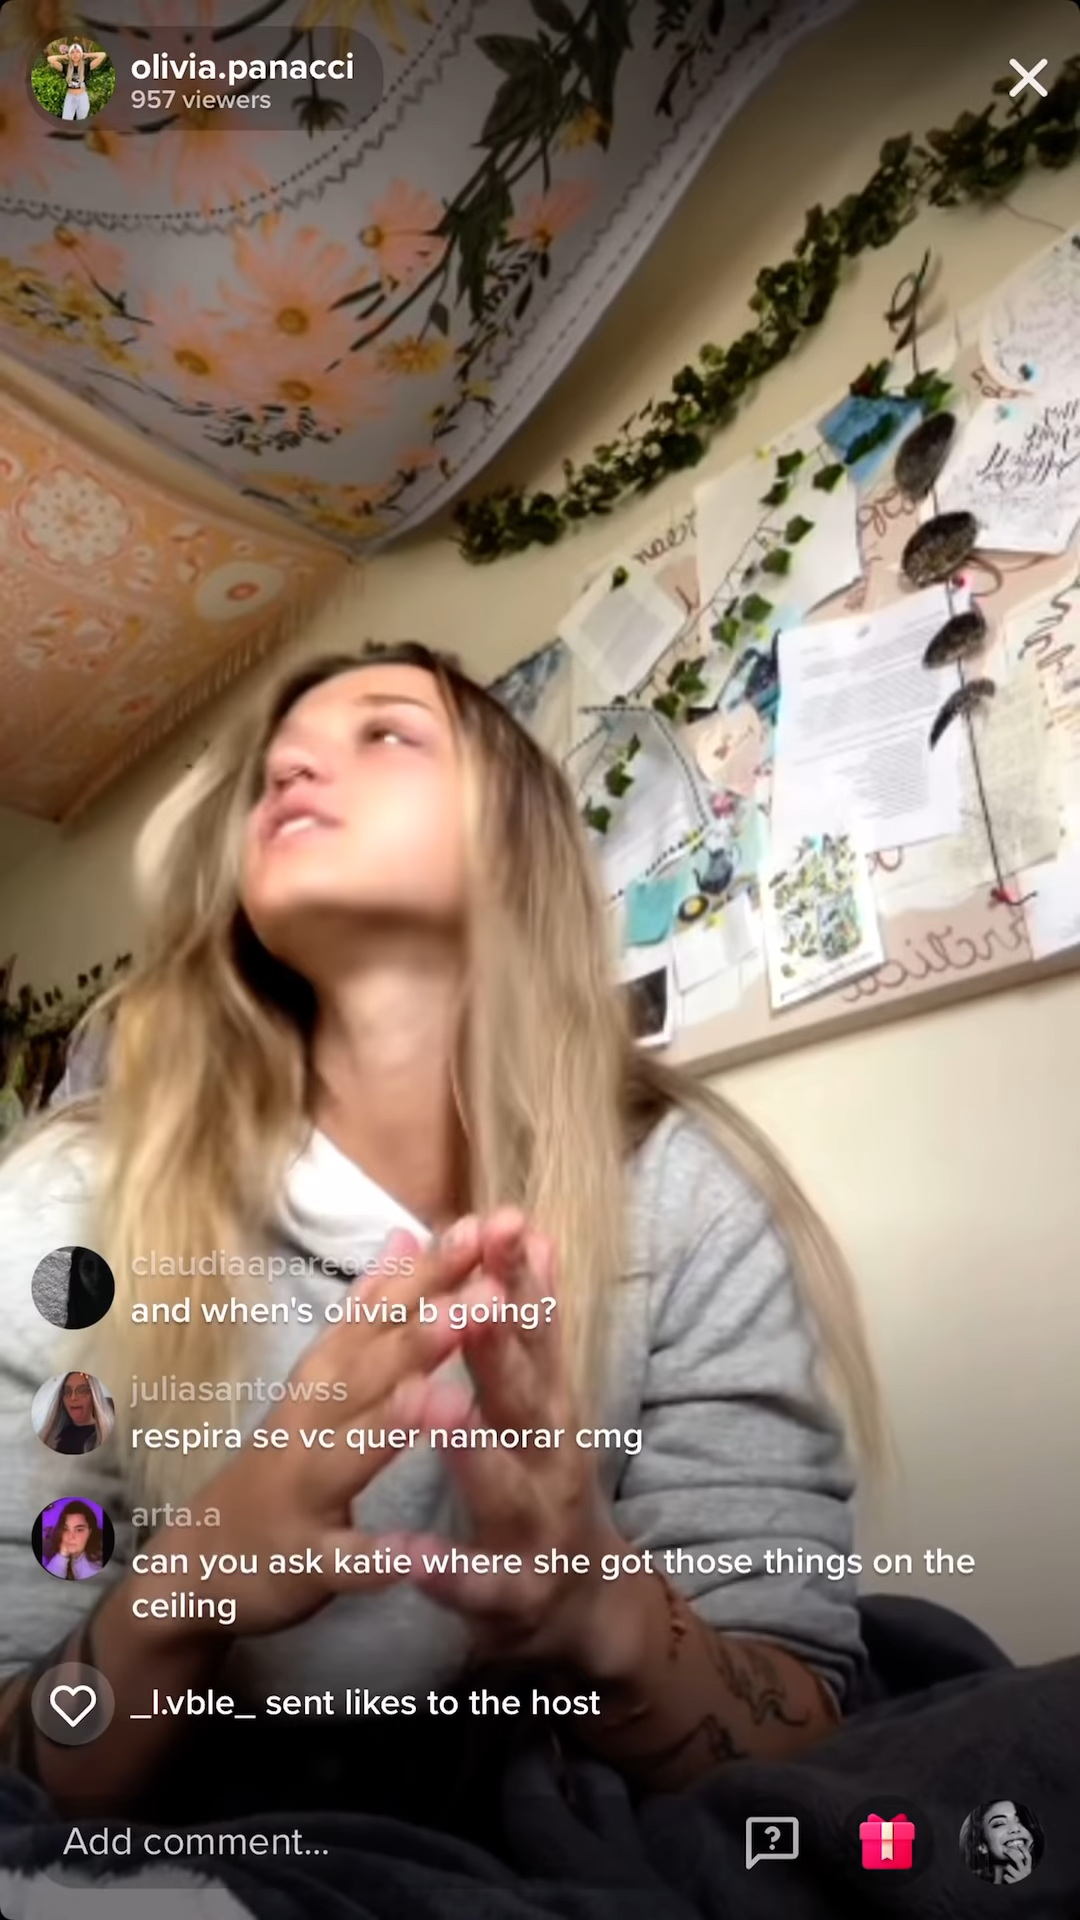 olivia.panacci
957 viewers
claudiaapareeess
and when's olivia b going?
juliasantowss
respira se vc quer namorar cmg
arta.a
can you ask katie where she got those things on the
ceiling
_l.vble_ sent likes to the host
Add comment...